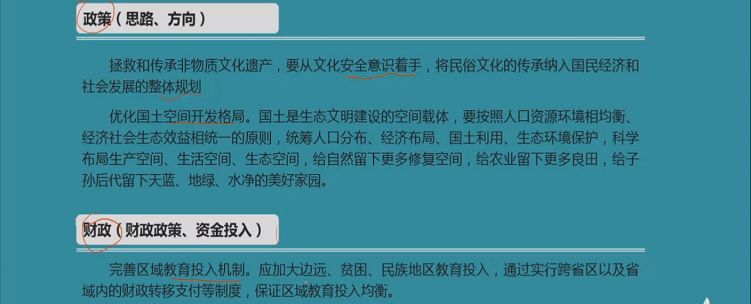 政策（思路、方向）
拯救和传承非物质文化遗产，要从文化安全意识着手，将民俗文化的传承纳入国民经济和
社会发展的整体规划
优化国土空间开发格局。国土是生态文明建设的空间载体，要按照人口资源环境相均衡、
经济社会生态效益相统一的原则，统筹人口分布、经济布局、国土利用、生态环境保护，科学
布局生产空间、生活空间、生态空间，给自然留下更多修复空间，给农业留下更多良田，给子
孙后代留下天蓝、地绿、水净的美好家园。
财政（财政政策、资金投入）
完善区域教育投入机制。应加大边远、贫困、民族地区教育投入，通过实行跨省区以及省
域内的财政转移支付等制度，保证区域教育投入均衡。